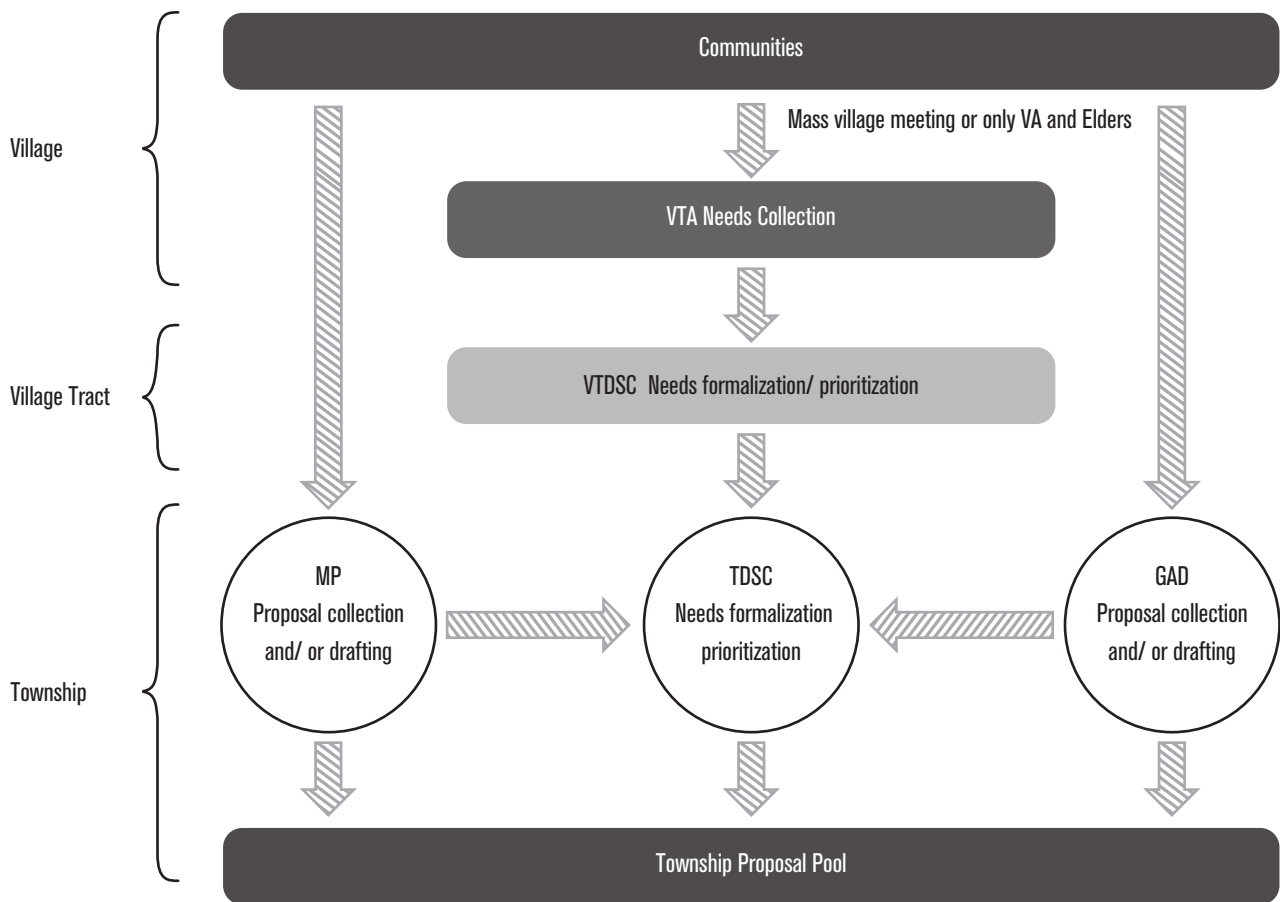 Communities
Mass village meeting or only VA and Elders
Village
VTA Needs Collection
Village Tract
VTDSC Needs formalization/ prioritization
MP
Proposal collection
and/ or drafting
TDSC
Needs formalization
prioritization
GAD
Proposal collection
and/ or drafting
Township
Township Proposal Pool